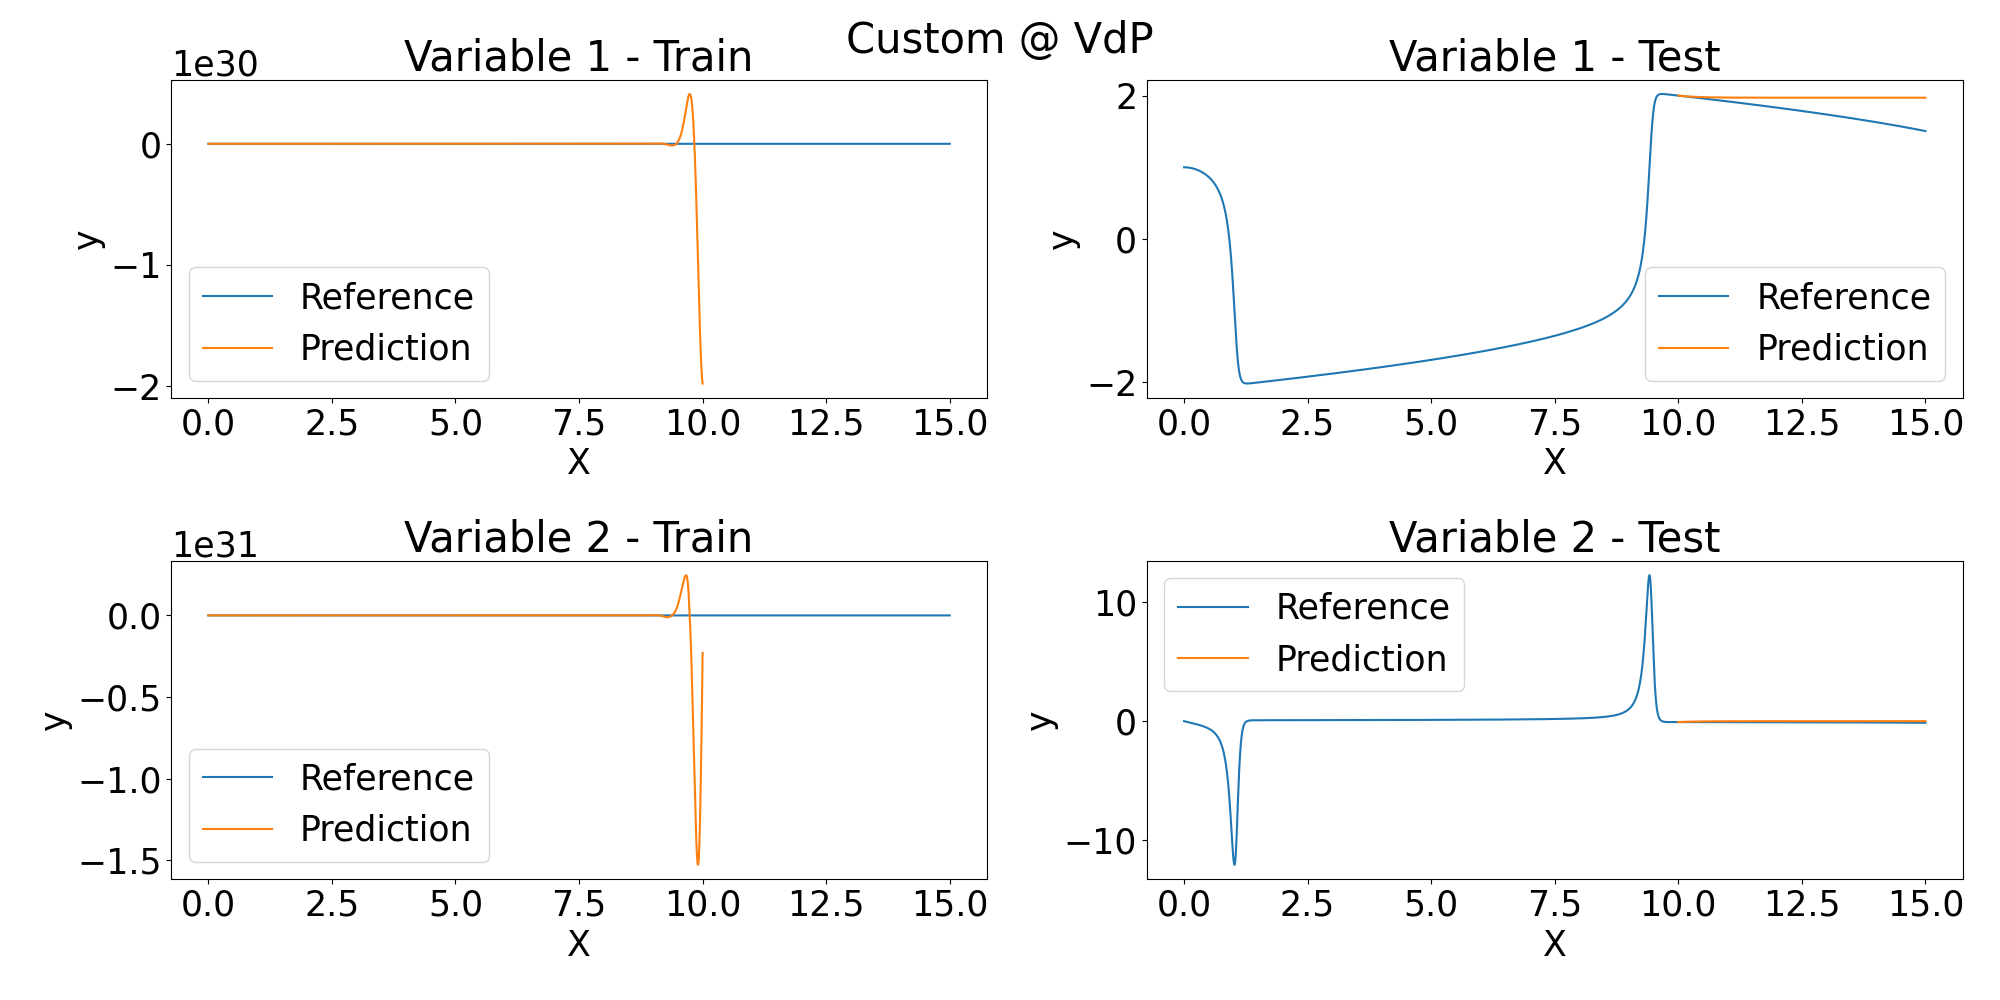 Custom @ VdP
Variable 1 - Train
1e30
0
−1
−2
y
Reference
Prediction
0.0 2.5 5.0 7.5 10.0 12.5 15.0
X
Variable 1 - Test
2
0
−2
y
Reference
Prediction
0.0 2.5 5.0 7.5 10.0 12.5 15.0
X
Variable 2 - Train
1e31
0.0
−0.5
−1.0
−1.5
y
Reference
Prediction
0.0 2.5 5.0 7.5 10.0 12.5 15.0
X
Variable 2 - Test
10
0
−10
y
Reference
Prediction
0.0 2.5 5.0 7.5 10.0 12.5 15.0
X